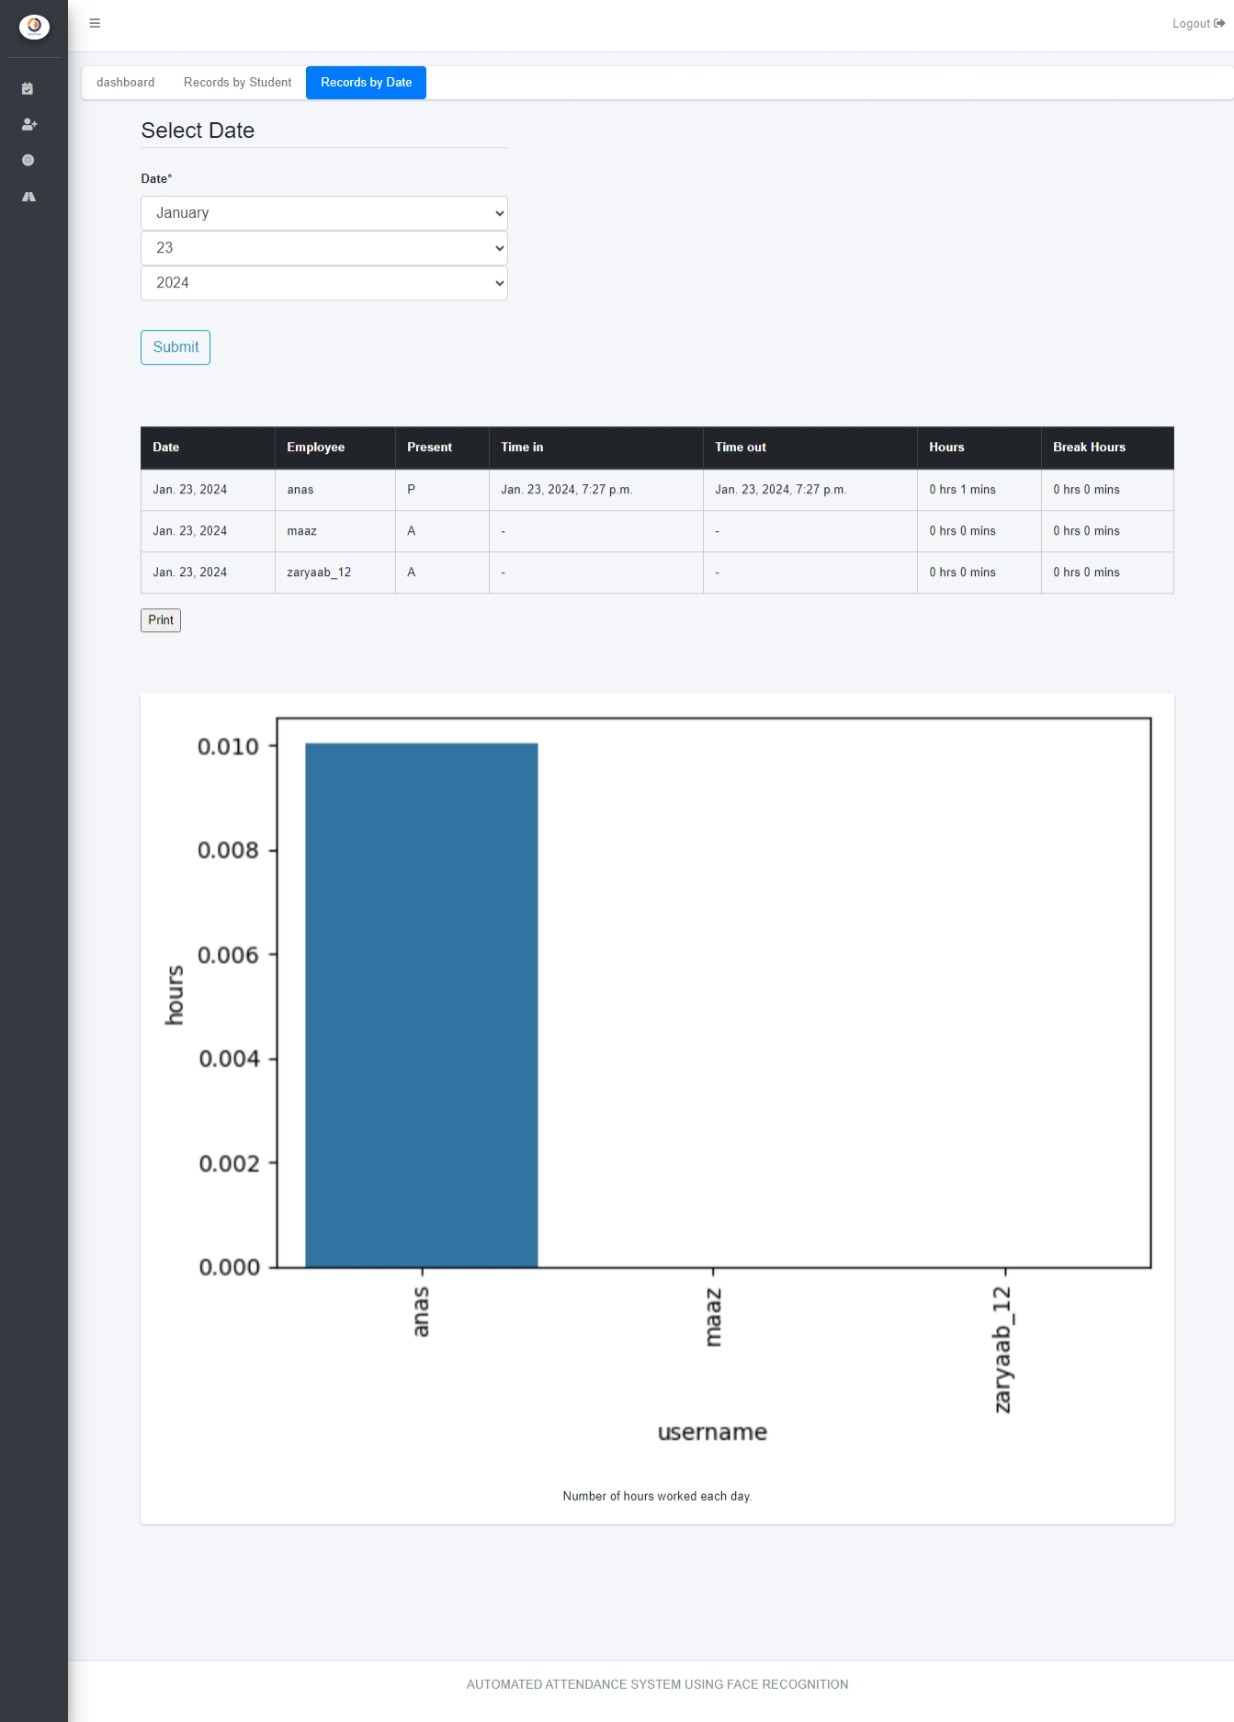 Logout
dashboard Records by Student Records by Date
Select Date
Date*
January
23
2024
Submit
Date Employee Present Time in Time out Hours Break Hours
Jan. 23, 2024 anas P Jan. 23, 2024, 7:27 p.m. Jan. 23, 2024, 7:27 p.m. 0 hrs 1 mins 0 hrs 0 mins
Jan. 23, 2024 maaz A - - 0 hrs 0 mins 0 hrs 0 mins
Jan. 23, 2024 zaryaab_12 A - - 0 hrs 0 mins 0 hrs 0 mins
Print
0.010
0.008
0.006
0.004
0.002
0.000
hours
anas maaz zaryaab_12
username
Number of hours worked each day.
AUTOMATED ATTENDANCE SYSTEM USING FACE RECOGNITION